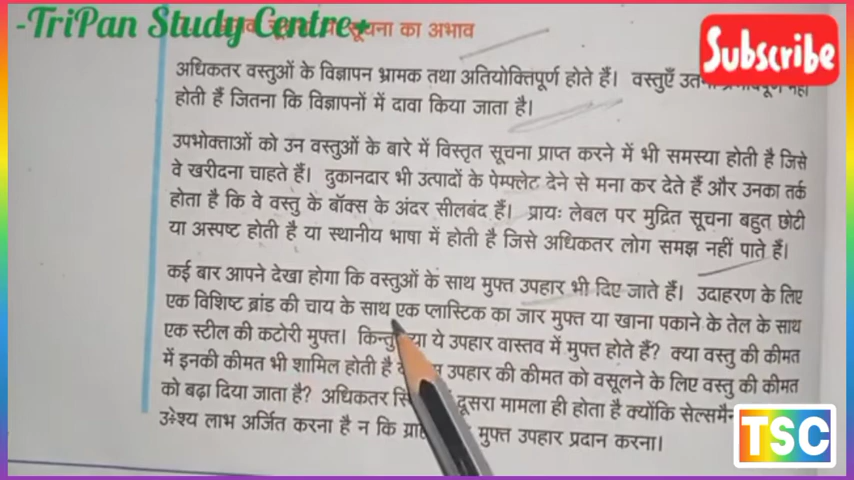 -TriPan Study Centre+
सूचना का अभाव
Subscribe
अधिकतर वस्तुओं के विज्ञापन भ्रामक तथा अतियोक्तिपूर्ण होते हैं। वस्तुएँ
होती हैं जितना कि विज्ञापनों में दावा किया जाता है।
उपभोक्ताओं को उन वस्तुओं के बारे में विस्तृत सूचना प्राप्त करने में भी समस्या होती है जिसे
वे खरीदना चाहते हैं। दुकानदार भी उत्पादों के पेम्फ्लेट देने से मना कर देते हैं और उनका तर्क
होता है कि वे वस्तु के बॉक्स के अंदर सीलबंद हैं। प्रायः लेबल पर मुद्रित सूचना बहुत छोटी
या अस्पष्ट होती है या स्थानीय भाषा में होती है जिसे अधिकतर लोग समझ नहीं पाते हैं।
कई बार आपने देखा होगा कि वस्तुओं के साथ मुफ्त उपहार भी दिए जाते हैं। उदाहरण के लिए
एक विशिष्ट ब्रांड की चाय के साथ एक प्लास्टिक का जार मुफ्त या खाना पकाने के तेल के साथ
एक स्टील की कटोरी मुफ्त। किन्तु ये उपहार वास्तव में मुफ्त होते हैं? क्या वस्तु की कीमत
में इनकी कीमत भी शामिल होती है उपहार की कीमत को वसूलने के लिए वस्तु की कीमत
को बढ़ा दिया जाता है? अधिकतर दूसरा मामला ही होता है क्योंकि
उद्देश्य लाभ अर्जित करना है न कि मुफ्त उपहार प्रदान करना।
TSC